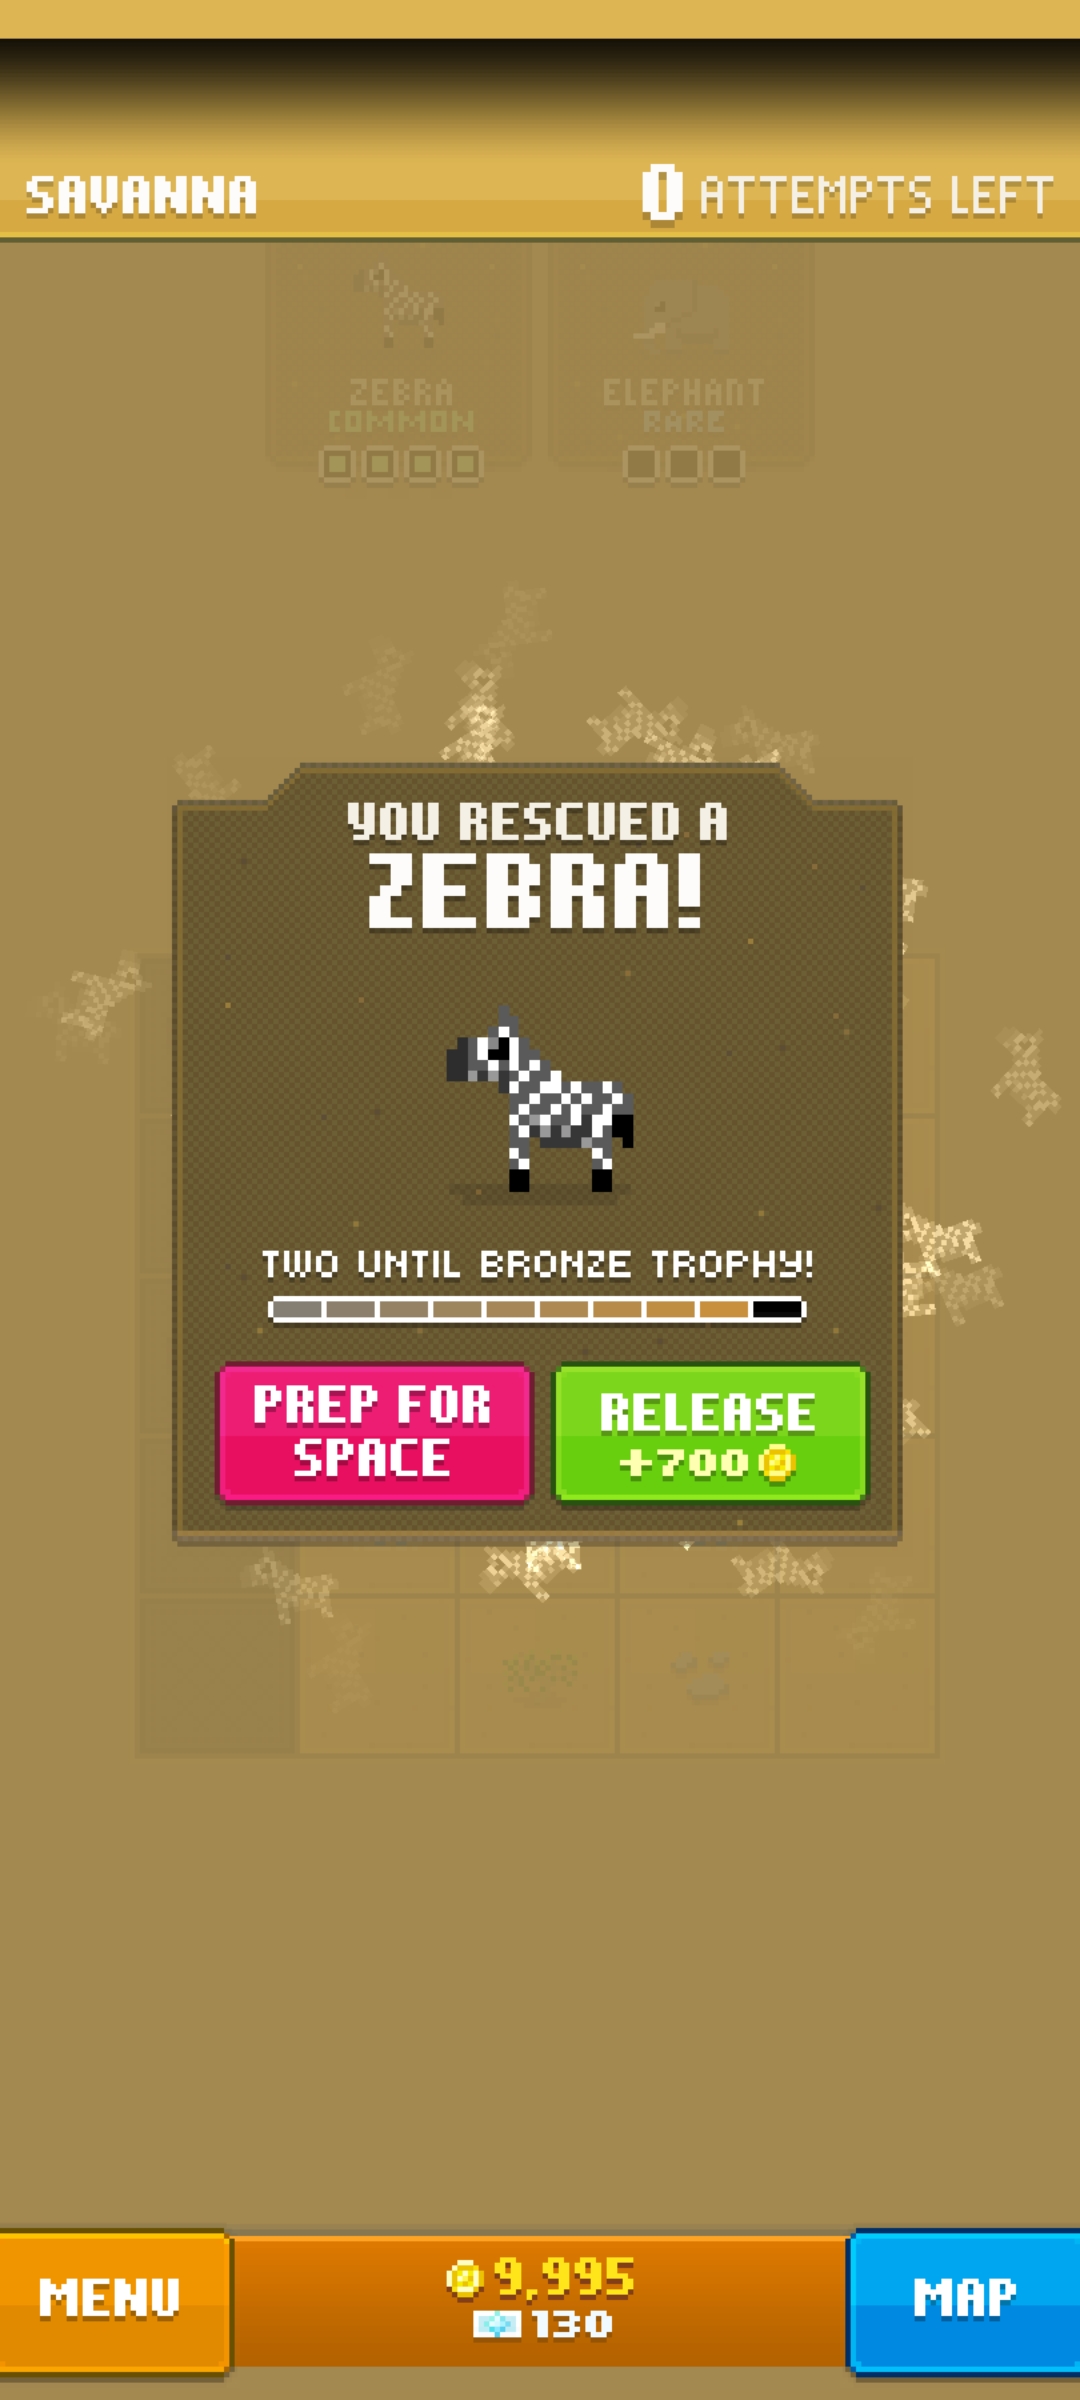 SAVANNA
0 ATTEMPTS LEFT
ZEBRA
COMMON
ELEPHANT
RARE
YOU RESCUED A
ZEBRA!
TWO UNTIL BRONZE TROPHY!
PREP FOR
SPACE
RELEASE
+700
MENU
9,995
130
MAP